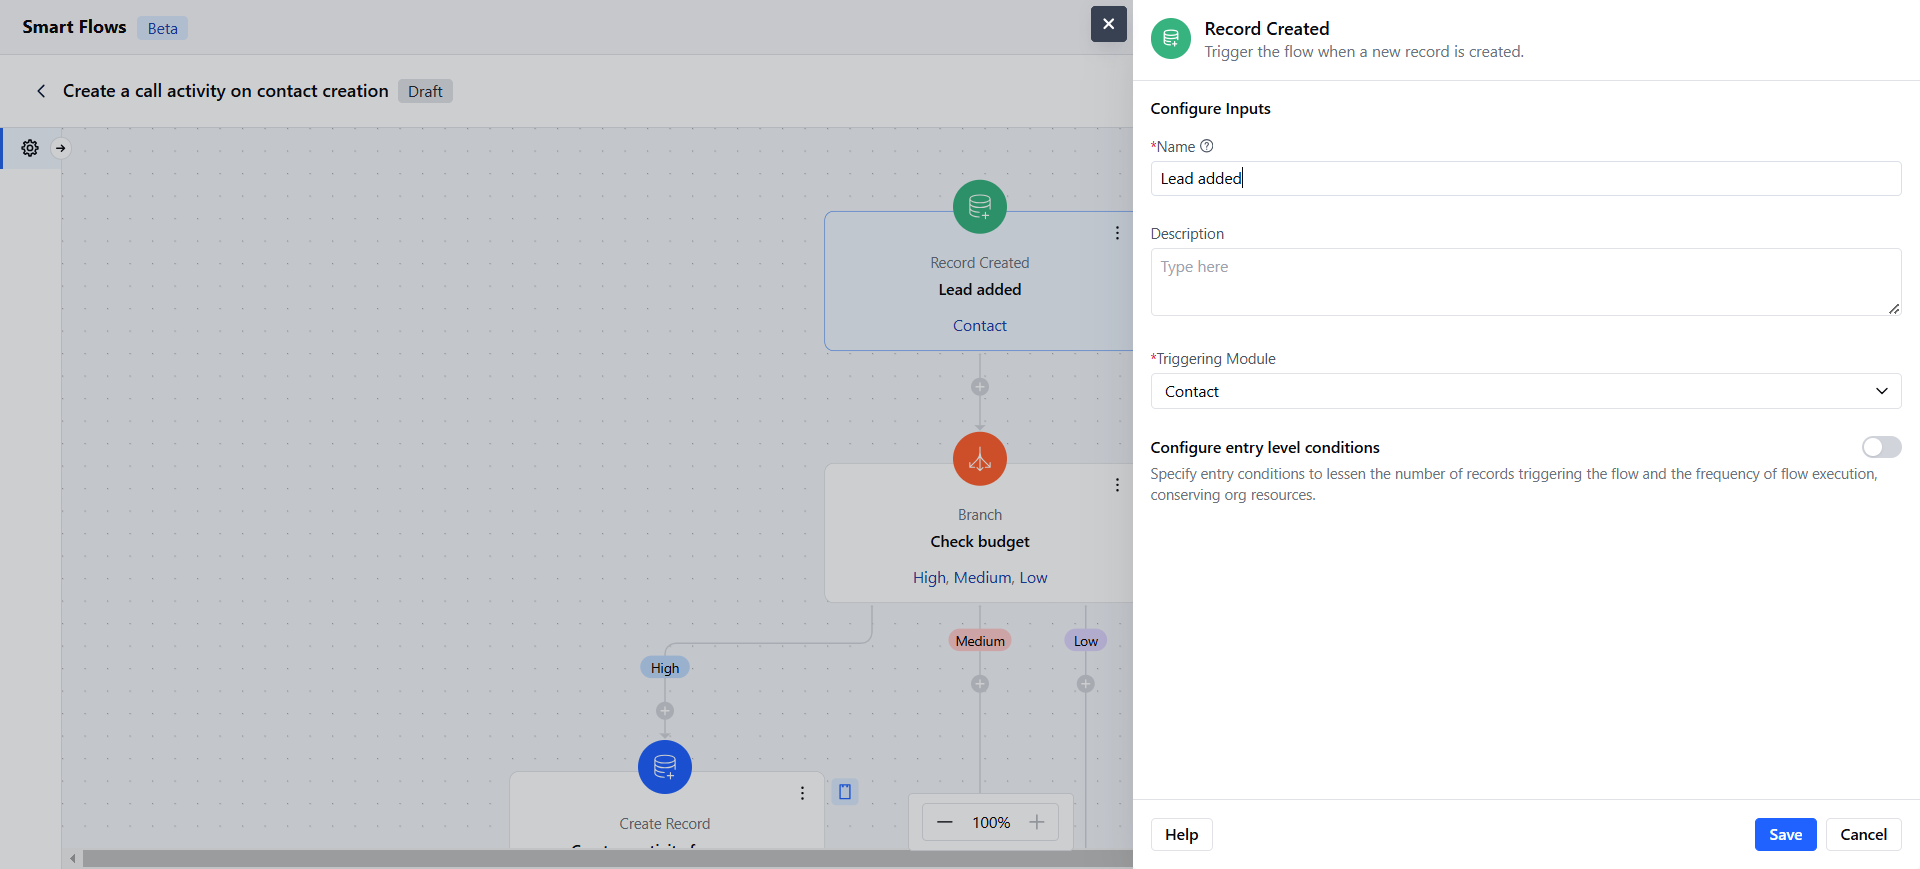 Smart Flows
Beta
Create a call activity on contact creation
Draft
Record Created
Lead added
Contact
Branch
Check budget
High, Medium, Low
Medium
Low
High
Create Record
100%
Record Created
Trigger the flow when a new record is created.
Configure Inputs
*Name
Lead added
Description
Type here
*Triggering Module
Contact
Configure entry level conditions
Specify entry conditions to lessen the number of records triggering the flow and the frequency of flow execution,
conserving org resources.
Help
Save
Cancel